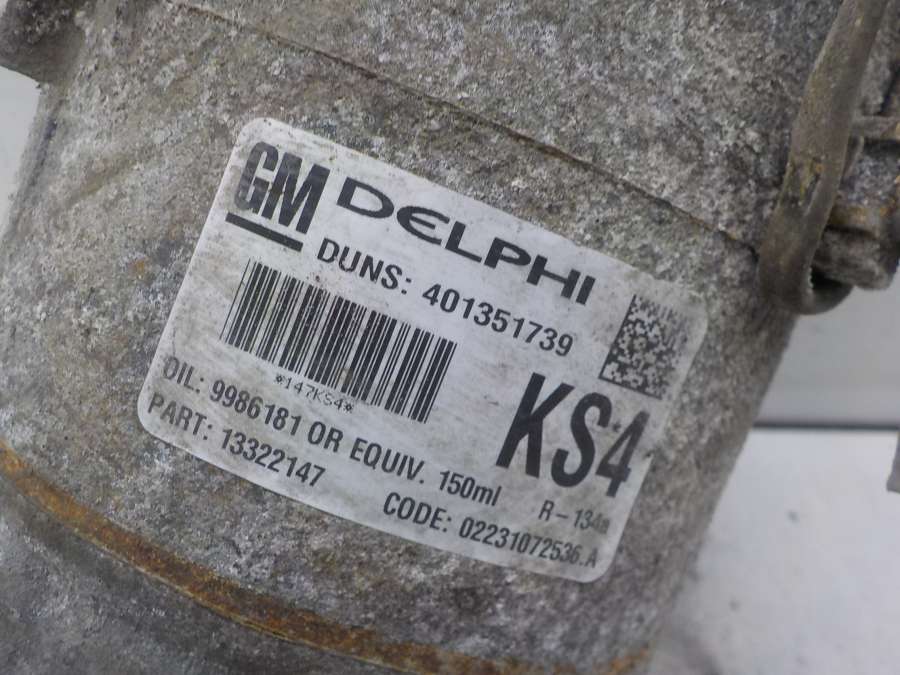 GM DELPHI
DUNS: 401351739
*147KS4*
KS4
OIL: 9986181 OR EQUIV. 150ml
R-134a
PART: 13322147
CODE: 02231072536.A